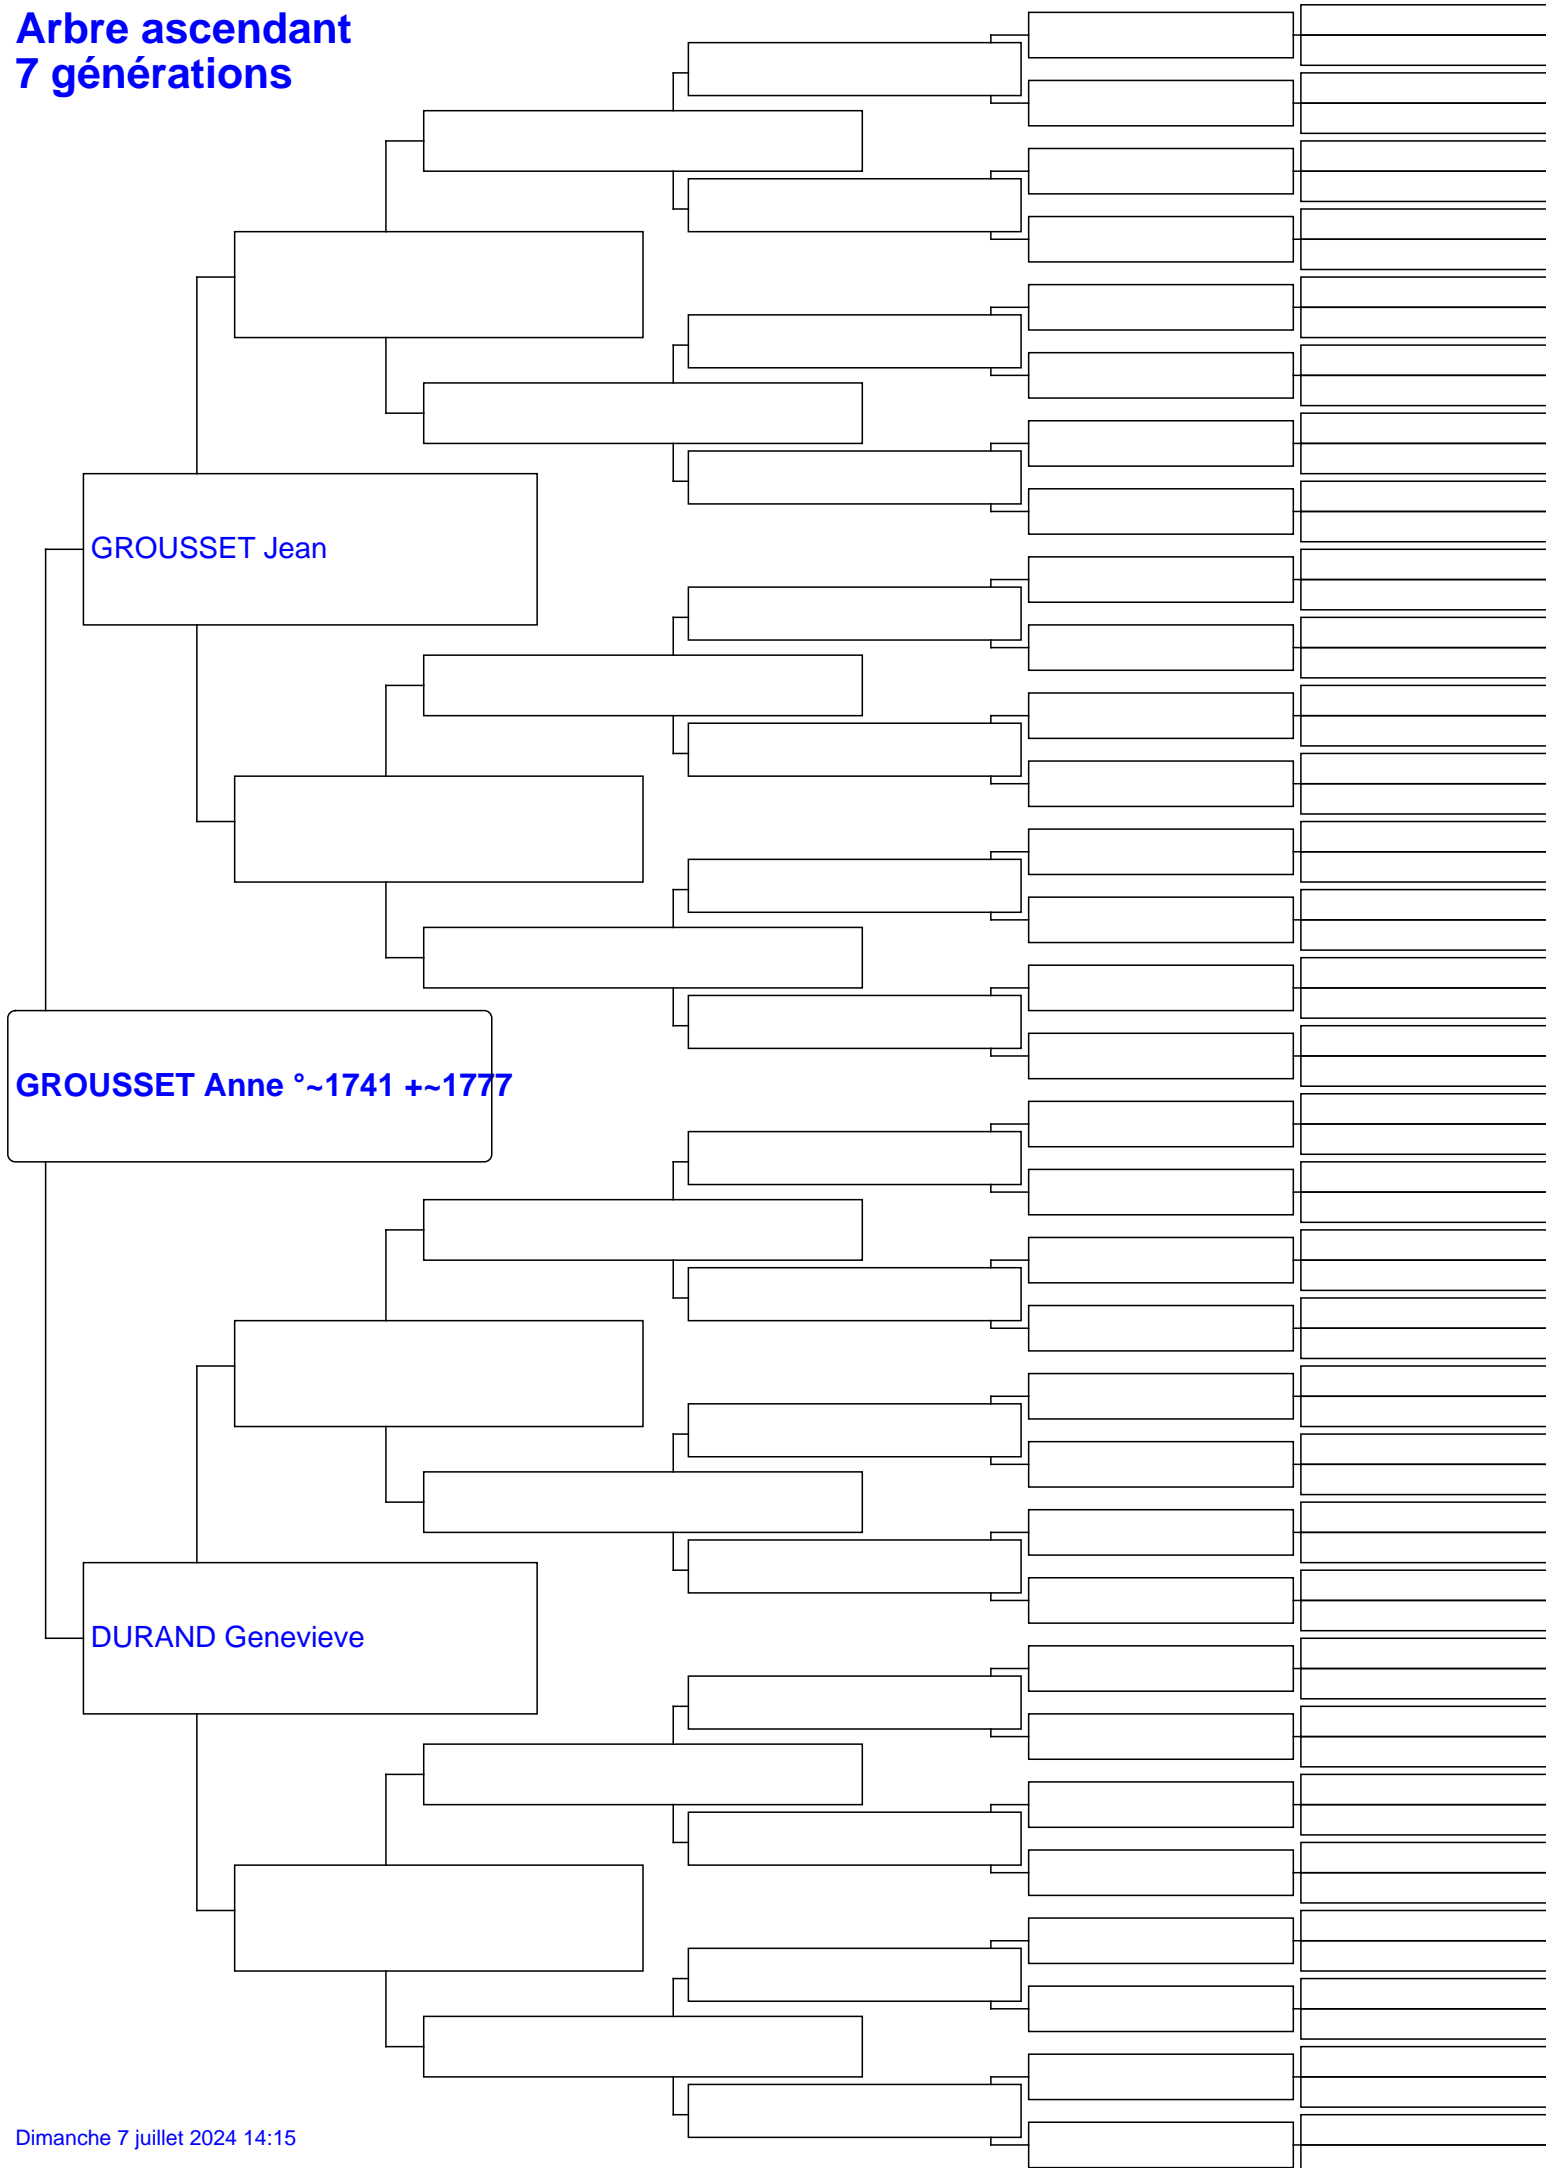 Arbre ascendant
7 générations
GROUSSET Jean
GROUSSET Anne °~1741 +~1777
DURAND Genevieve
Dimanche 7 juillet 2024 14:15